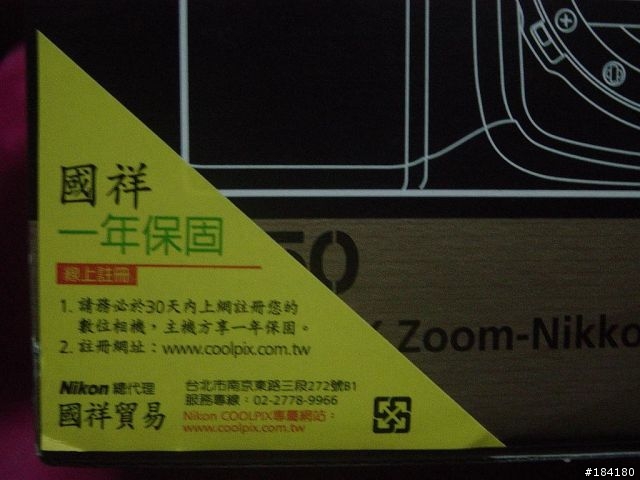 國祥
一年保固
線上註冊
1. 請務必於30天內上網註冊您的
數位相機，主機方享一年保固。
2. 註冊網址：www.coolpix.com.tw
Nikon 總代理
國祥貿易
台北市南京東路三段272號B1
服務專線：02-2778-9966
Nikon COOLPIX專屬網站：
www.coolpix.com.tw
50
Zoom-Nikko
#184180